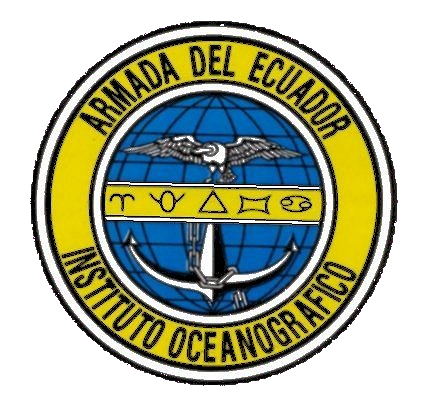 ARMADA DEL ECUADOR
INSTITUTO OCEANOGRAFICO